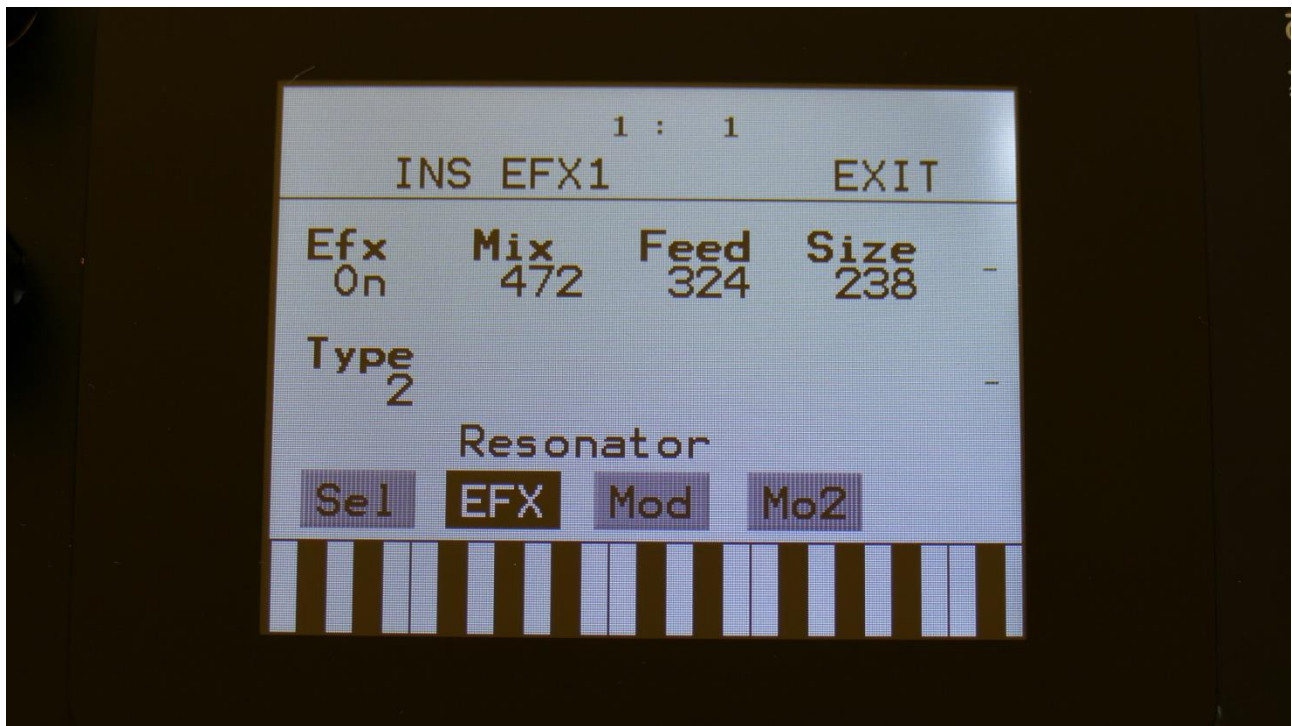 1 : 1
INS EFX1 EXIT
Efx Mix Feed Size
On 472 324 238
Type
2
Resonator
Sel EFX Mod Mo2